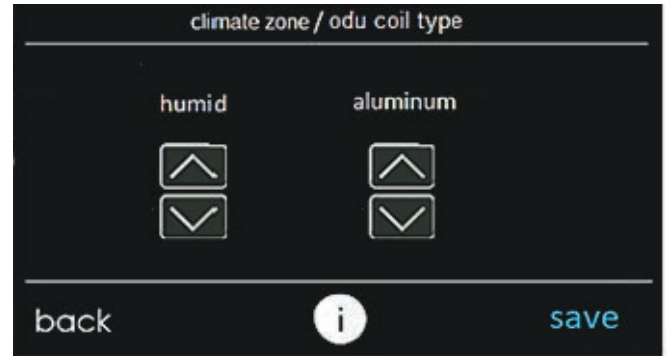 climate zone / odu coil type
humid aluminum
back i save